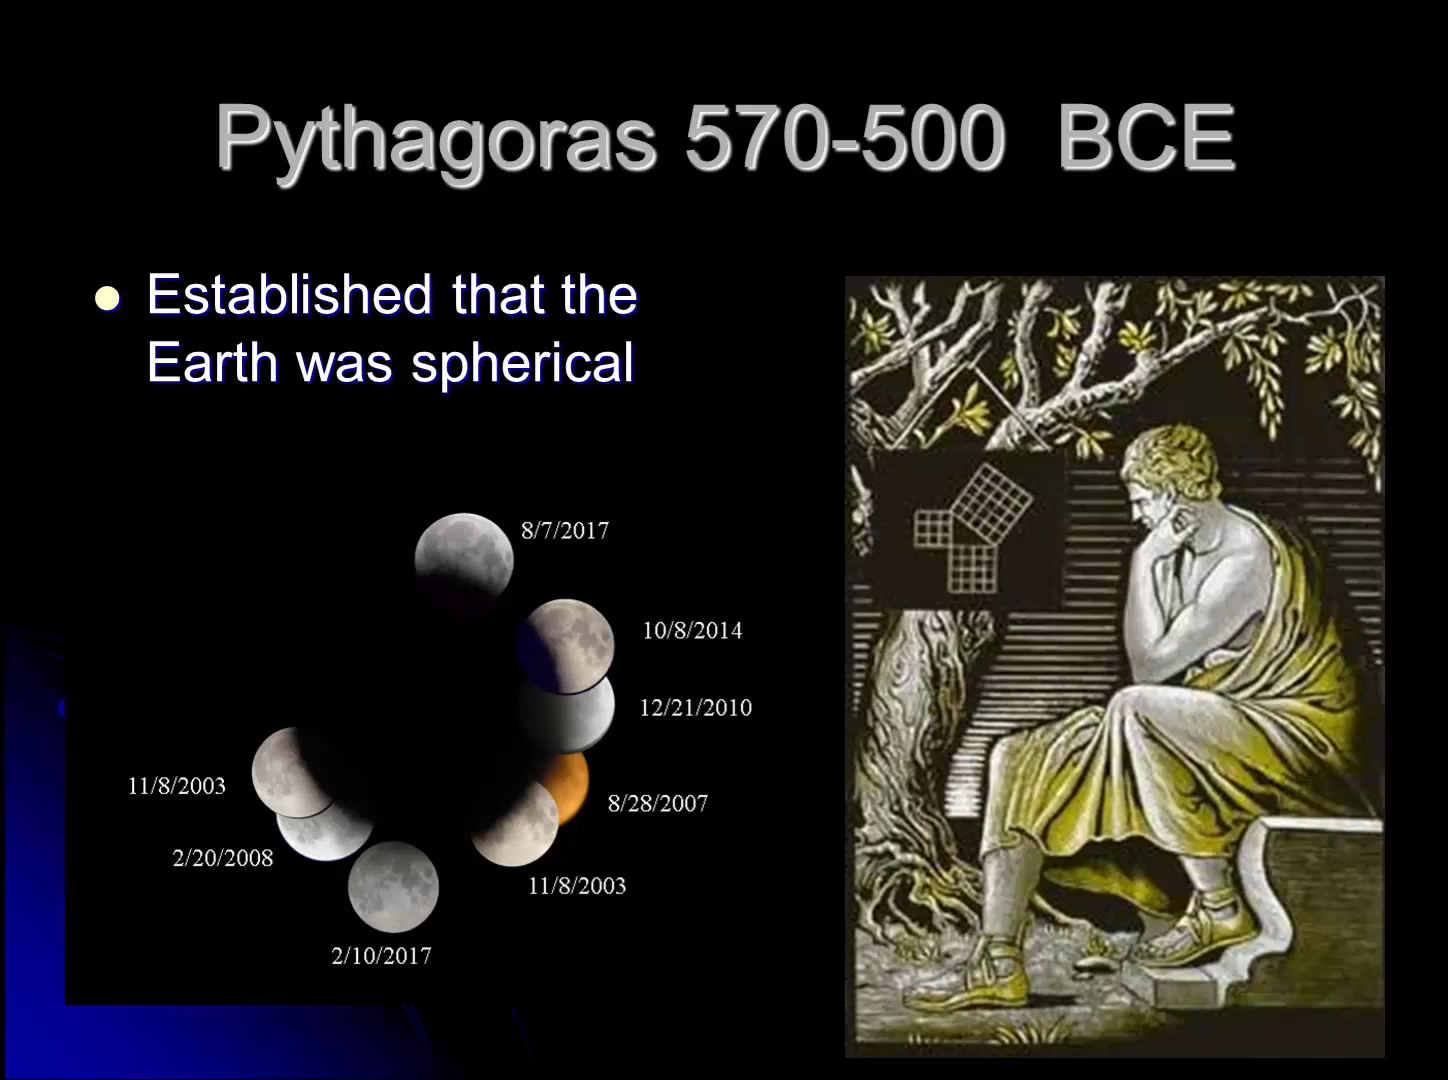 Pythagoras 570-500 BCE
Established that the
Earth was spherical
8/7/2017
10/8/2014
12/21/2010
11/8/2003
8/28/2007
2/20/2008
11/8/2003
2/10/2017